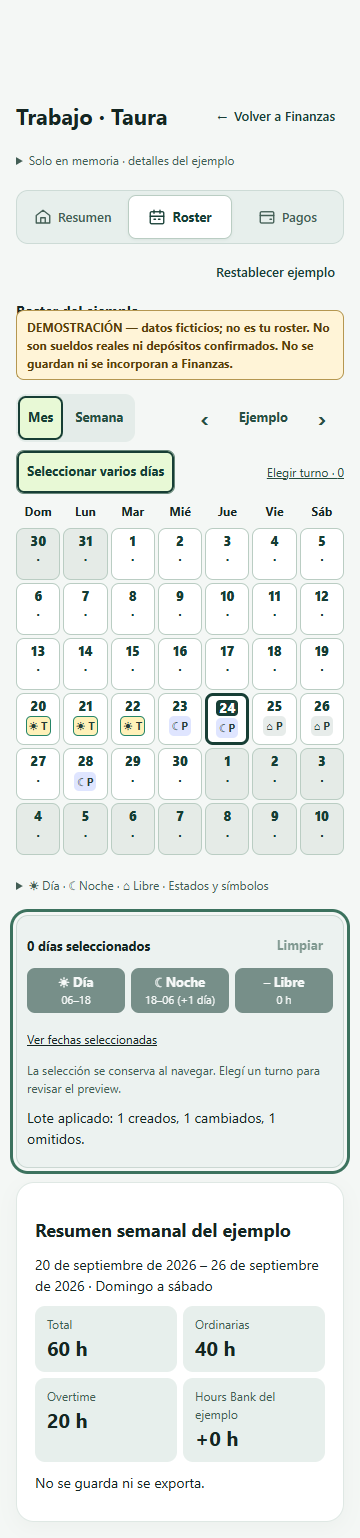 Trabajo · Taura
← Volver a Finanzas
▶ Solo en memoria · detalles del ejemplo
Resumen
Roster
Pagos
Restablecer ejemplo
DEMOSTRACIÓN — datos ficticios; no es tu roster. No
son sueldos reales ni depósitos confirmados. No se
guardan ni se incorporan a Finanzas.
Mes
Semana
‹
Ejemplo
›
Seleccionar varios días
Elegir turno · 0
Dom Lun Mar Mié Jue Vie Sáb
30 31 1 2 3 4 5
· · · · · · ·
6 7 8 9 10 11 12
· · · · · · ·
13 14 15 16 17 18 19
· · · · · · ·
20 21 22 23 24 25 26
☀ T ☀ T ☀ T ☾ P ☾ P ⌂ P ⌂ P
27 28 29 30 1 2 3
· ☾ P · · · · ·
4 5 6 7 8 9 10
· · · · · · ·
▶ ☀ Día · ☾ Noche · ⌂ Libre · Estados y símbolos
0 días seleccionados
Limpiar
☀ Día
06–18
☾ Noche
18–06 (+1 día)
– Libre
0 h
Ver fechas seleccionadas
La selección se conserva al navegar. Elegí un turno para
revisar el preview.
Lote aplicado: 1 creados, 1 cambiados, 1
omitidos.
Resumen semanal del ejemplo
20 de septiembre de 2026 – 26 de septiembre
de 2026 · Domingo a sábado
Total
60 h
Ordinarias
40 h
Overtime
20 h
Hours Bank del
ejemplo
+0 h
No se guarda ni se exporta.